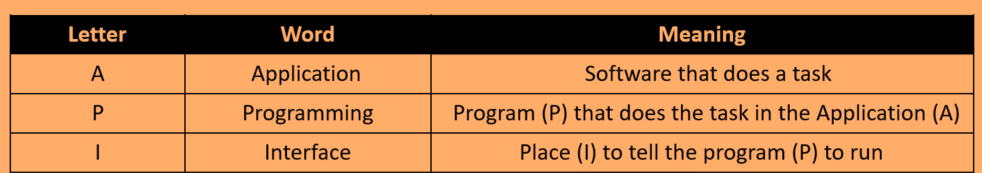 Letter Word Meaning
A Application Software that does a task
P Programming Program (P) that does the task in the Application (A)
I Interface Place (I) to tell the program (P) to run